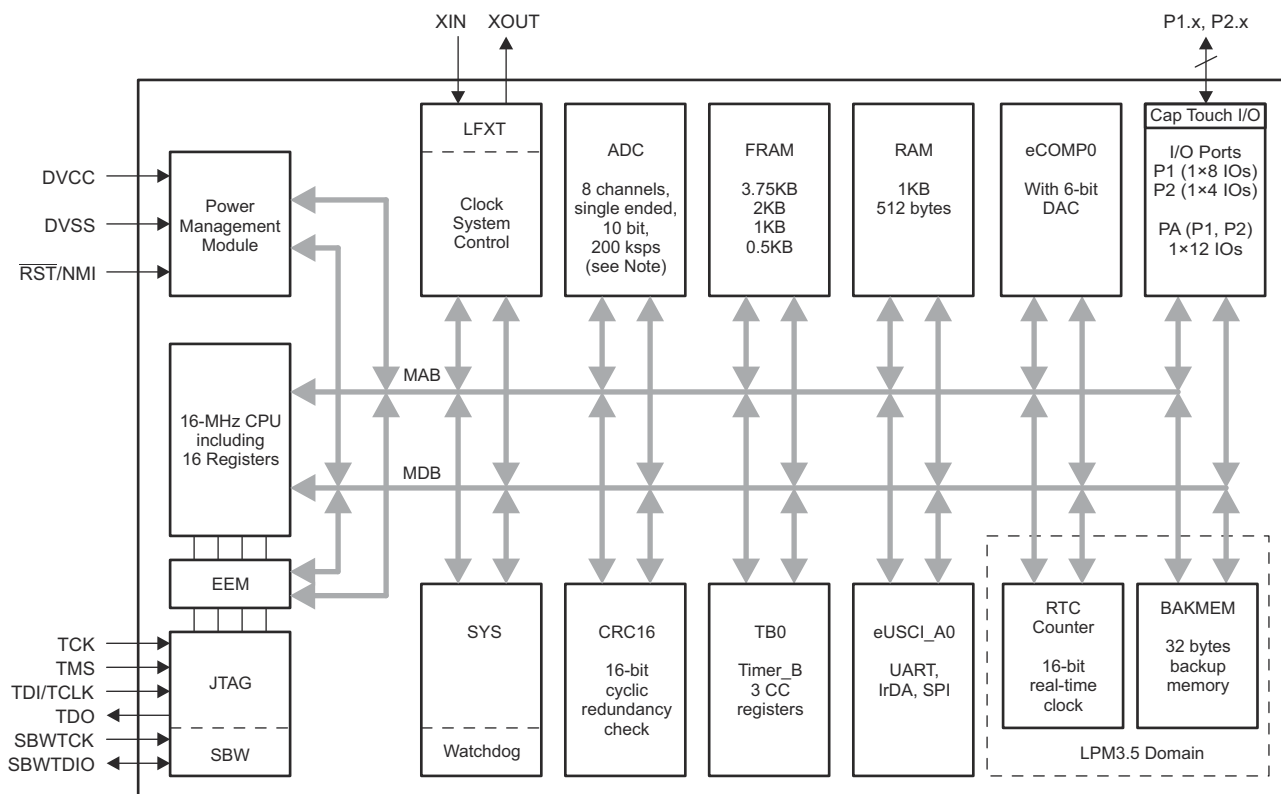 XIN XOUT
P1.x, P2.x
DVCC
DVSS
RST/NMI
Power
Management
Module
LFXT
Clock
System
Control
ADC
8 channels,
single ended,
10 bit,
200 ksps
(see Note)
FRAM
3.75KB
2KB
1KB
0.5KB
RAM
1KB
512 bytes
eCOMP0
With 6-bit
DAC
Cap Touch I/O
I/O Ports
P1 (1×8 IOs)
P2 (1×4 IOs)
PA (P1, P2)
1×12 IOs
MAB
16-MHz CPU
including
16 Registers
MDB
EEM
TCK
TMS
TDI/TCLK
TDO
SBWTCK
SBWTDIO
JTAG
SBW
SYS
Watchdog
CRC16
16-bit
cyclic
redundancy
check
TB0
Timer_B
3 CC
registers
eUSCI_A0
UART,
IrDA, SPI
RTC
Counter
16-bit
real-time
clock
BAKMEM
32 bytes
backup
memory
LPM3.5 Domain